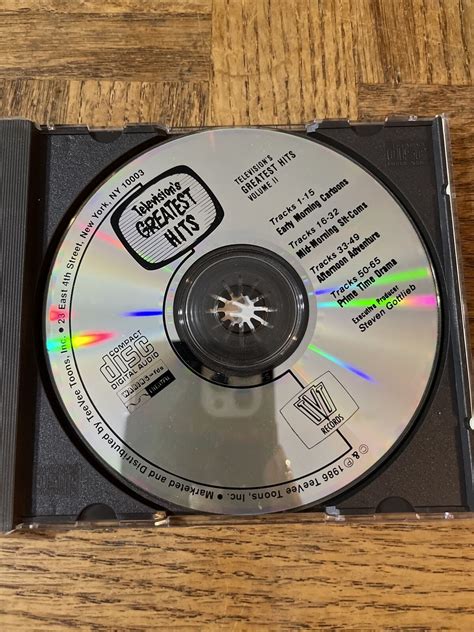 Television's
GREATEST
HITS
TELEVISION'S
GREATEST HITS
VOLUME II
Tracks 1-15
Early Morning Cartoons
Tracks 16-32
Mid-Morning Sit-Coms
Tracks 33-49
Afternoon Adventure
Tracks 50-65
Prime Time Drama
Executive Producer
Steven Gottlieb
COMPACT
disc
DIGITAL AUDIO
TVT
RECORDS
© & ℗ 1986 TeeVee Toons, Inc. • Marketed and Distributed by TeeVee Toons, Inc. • 23 East 4th Street, New York, NY 10003